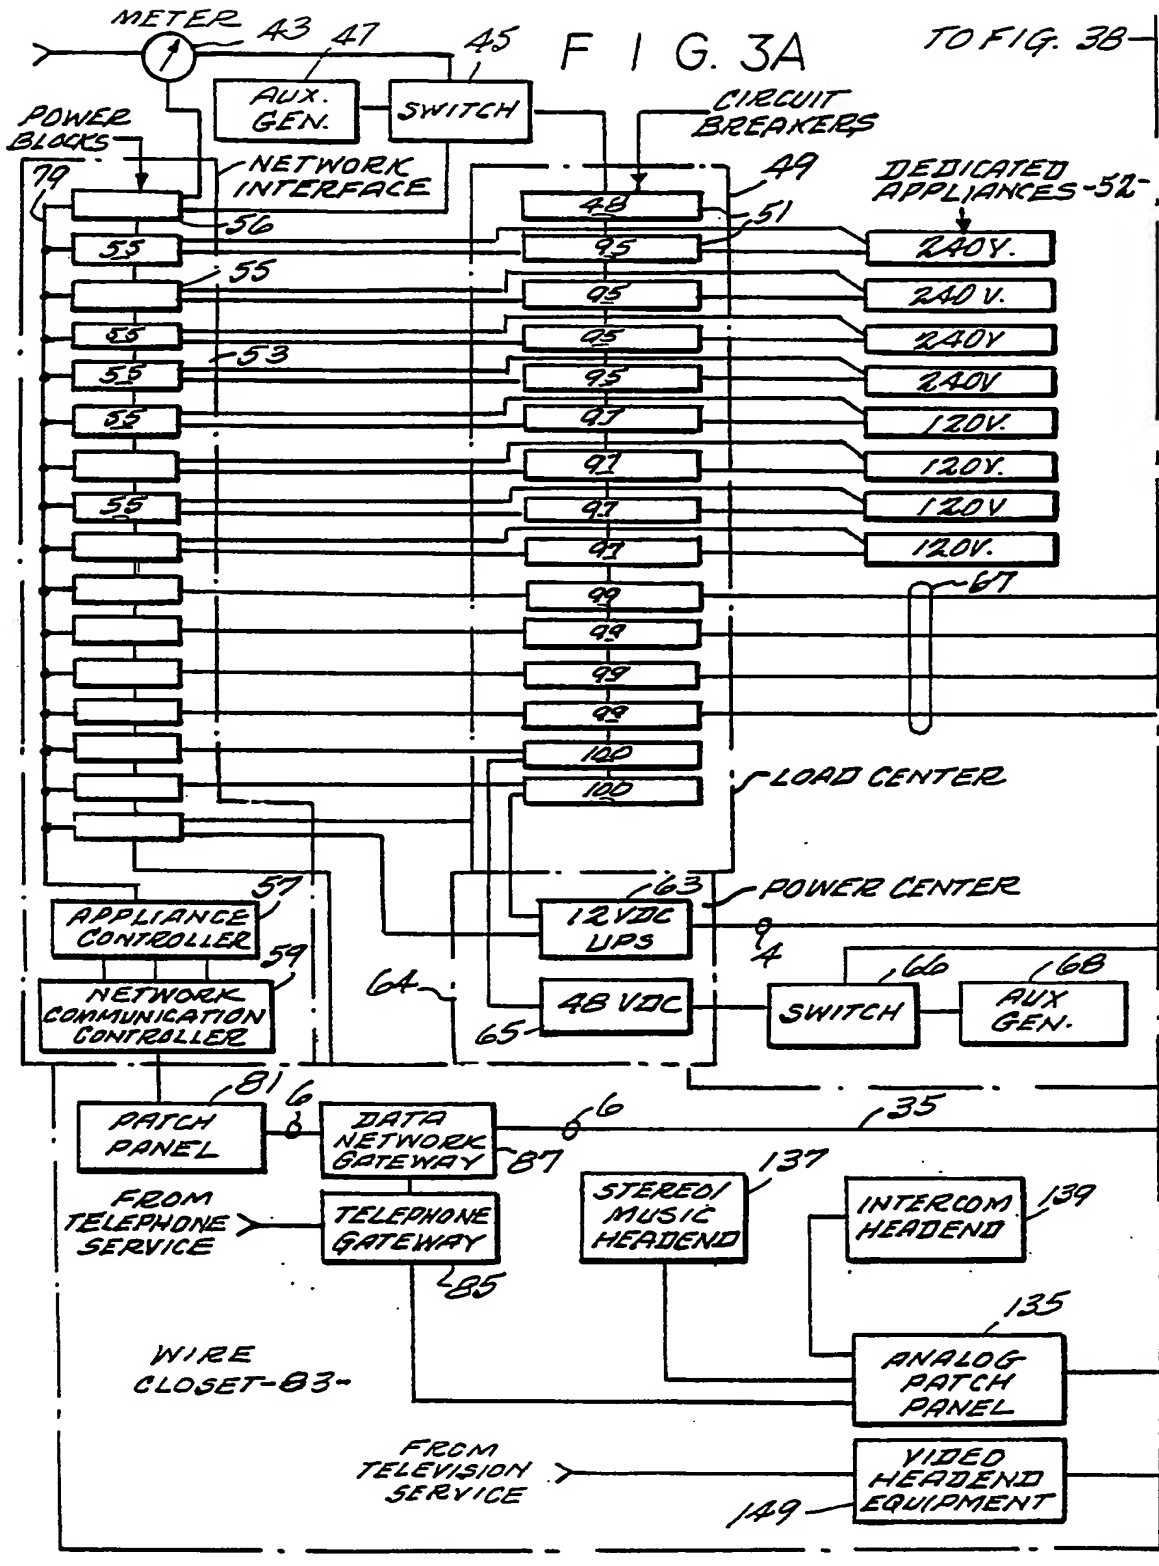 METER
43
47
45
F I G. 3A
TO FIG. 3B
AUX.
GEN.
SWITCH
CIRCUIT
BREAKERS
POWER
BLOCKS
NETWORK
INTERFACE
49
DEDICATED
APPLIANCES-52-
79
48
51
56
55
95
240V.
55
95
240 V.
55
95
240V
53
55
95
240V
55
97
120V.
97
120V.
55
97
120V
97
120V.
99
67
99
99
99
100
100
LOAD CENTER
57
63
POWER CENTER
APPLIANCE
CONTROLLER
12 VDC
UPS
4
59
64
66
68
NETWORK
COMMUNICATION
CONTROLLER
48 VDC
65
SWITCH
AUX
GEN.
81
6
6
35
PATCH
PANEL
DATA
NETWORK
GATEWAY
87
137
FROM
TELEPHONE
SERVICE
TELEPHONE
GATEWAY
85
STEREO/
MUSIC
HEADEND
INTERCOM
HEADEND
139
135
WIRE
CLOSET-83-
ANALOG
PATCH
PANEL
FROM
TELEVISION
SERVICE
VIDEO
HEADEND
EQUIPMENT
149